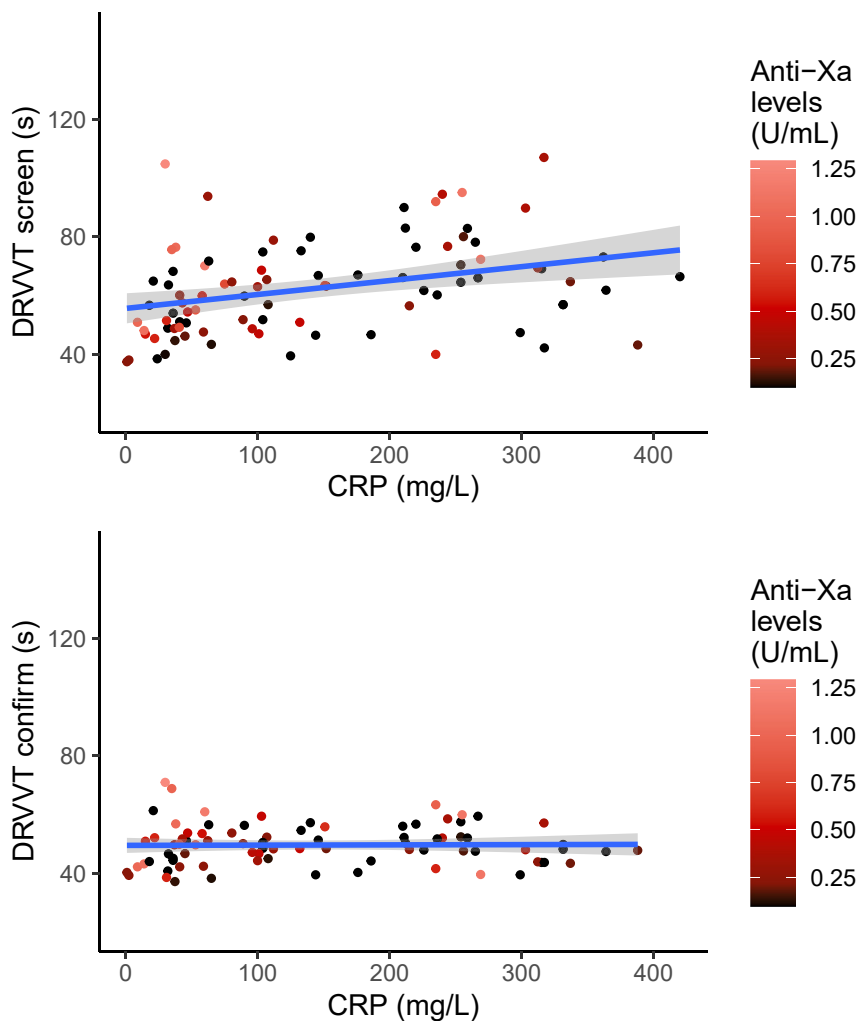 120
80
40
DRVVT screen (s)
0
100
200
300
400
CRP (mg/L)
Anti−Xa
levels
(U/mL)
1.25
1.00
0.75
0.50
0.25
120
80
40
DRVVT confirm (s)
0
100
200
300
400
CRP (mg/L)
Anti−Xa
levels
(U/mL)
1.25
1.00
0.75
0.50
0.25